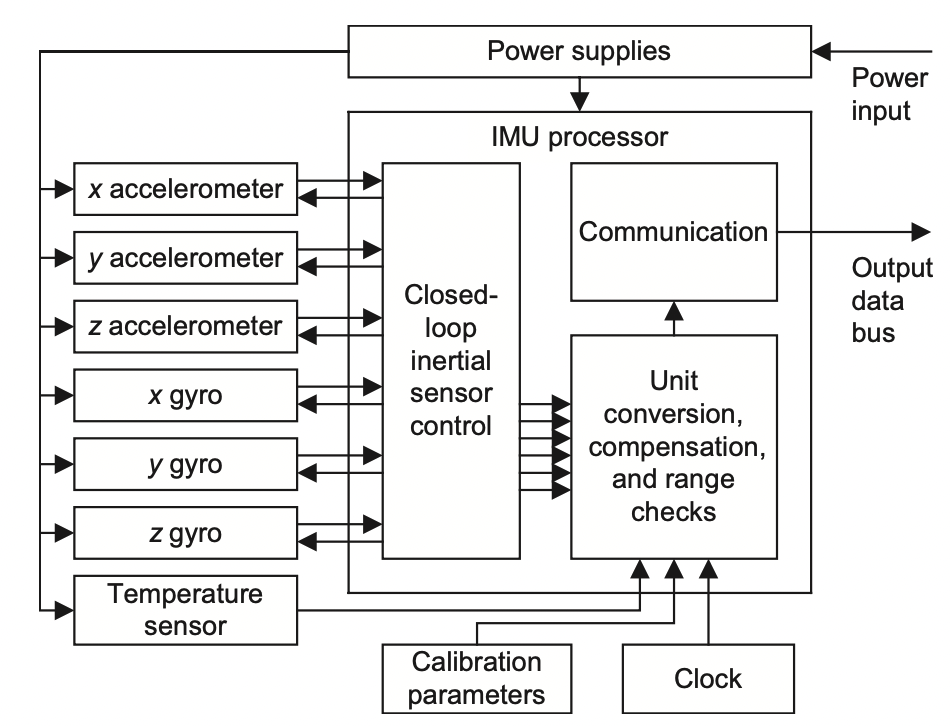 Power supplies
Power
input
IMU processor
x accelerometer
y accelerometer
z accelerometer
x gyro
y gyro
z gyro
Temperature
sensor
Closed-
loop
inertial
sensor
control
Communication
Output
data
bus
Unit
conversion,
compensation,
and range
checks
Calibration
parameters
Clock